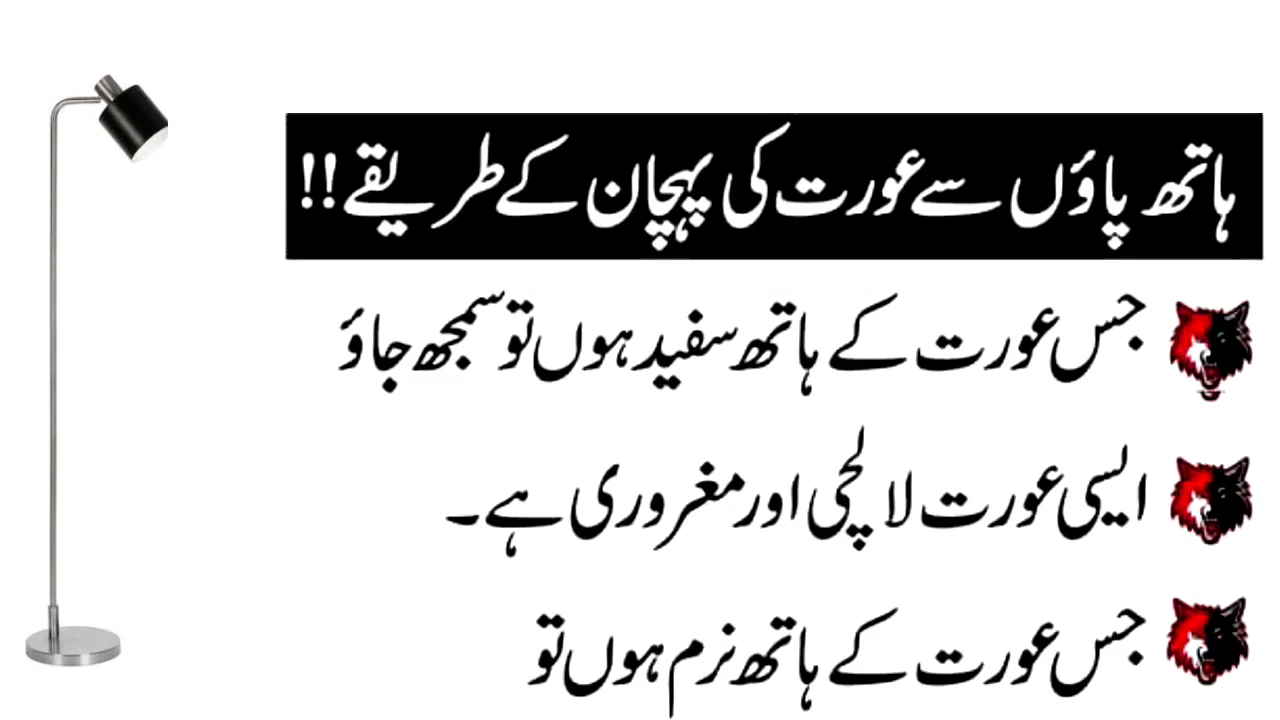 ہاتھ پاؤں سے عورت کی پہچان کے طریقے!!
جس عورت کے ہاتھ سفید ہوں تو سمجھ جاؤ
ایسی عورت لالچی اور مغروری ہے۔
جس عورت کے ہاتھ نرم ہوں تو